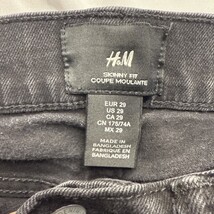 H&M
SKINNY FIT
COUPE MOULANTE
EUR 29
US 29
CA 29
CN 175/74A
MX 29
MADE IN
BANGLADESH
FABRIQUÉ EN
BANGLADESH